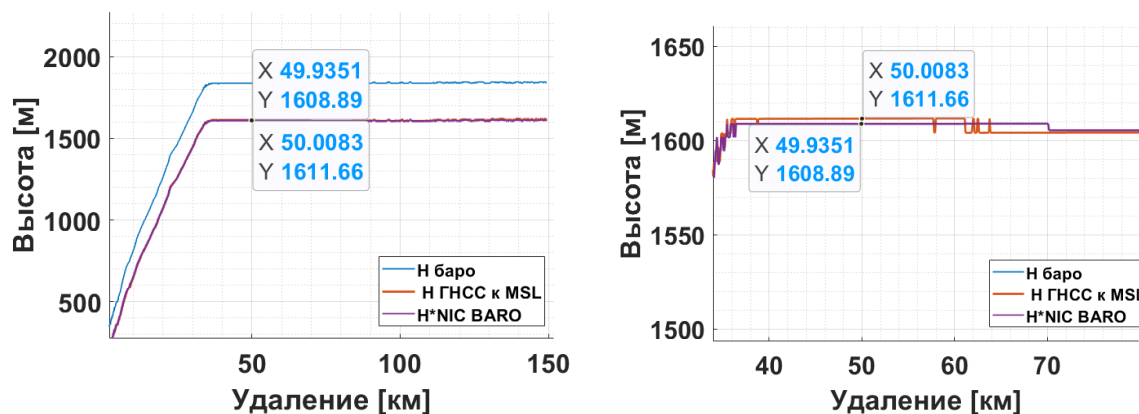 Высота [м]
2000
1500
1000
500
X 49.9351
Y 1608.89
X 50.0083
Y 1611.66
Н баро
Н ГНСС к MSL
H*NIC BARO
50
100
150
Удаление [км]
Высота [м]
1650
1600
1550
1500
X 50.0083
Y 1611.66
X 49.9351
Y 1608.89
Н баро
Н ГНСС к MSL
H*NIC BARO
40
50
60
70
Удаление [км]